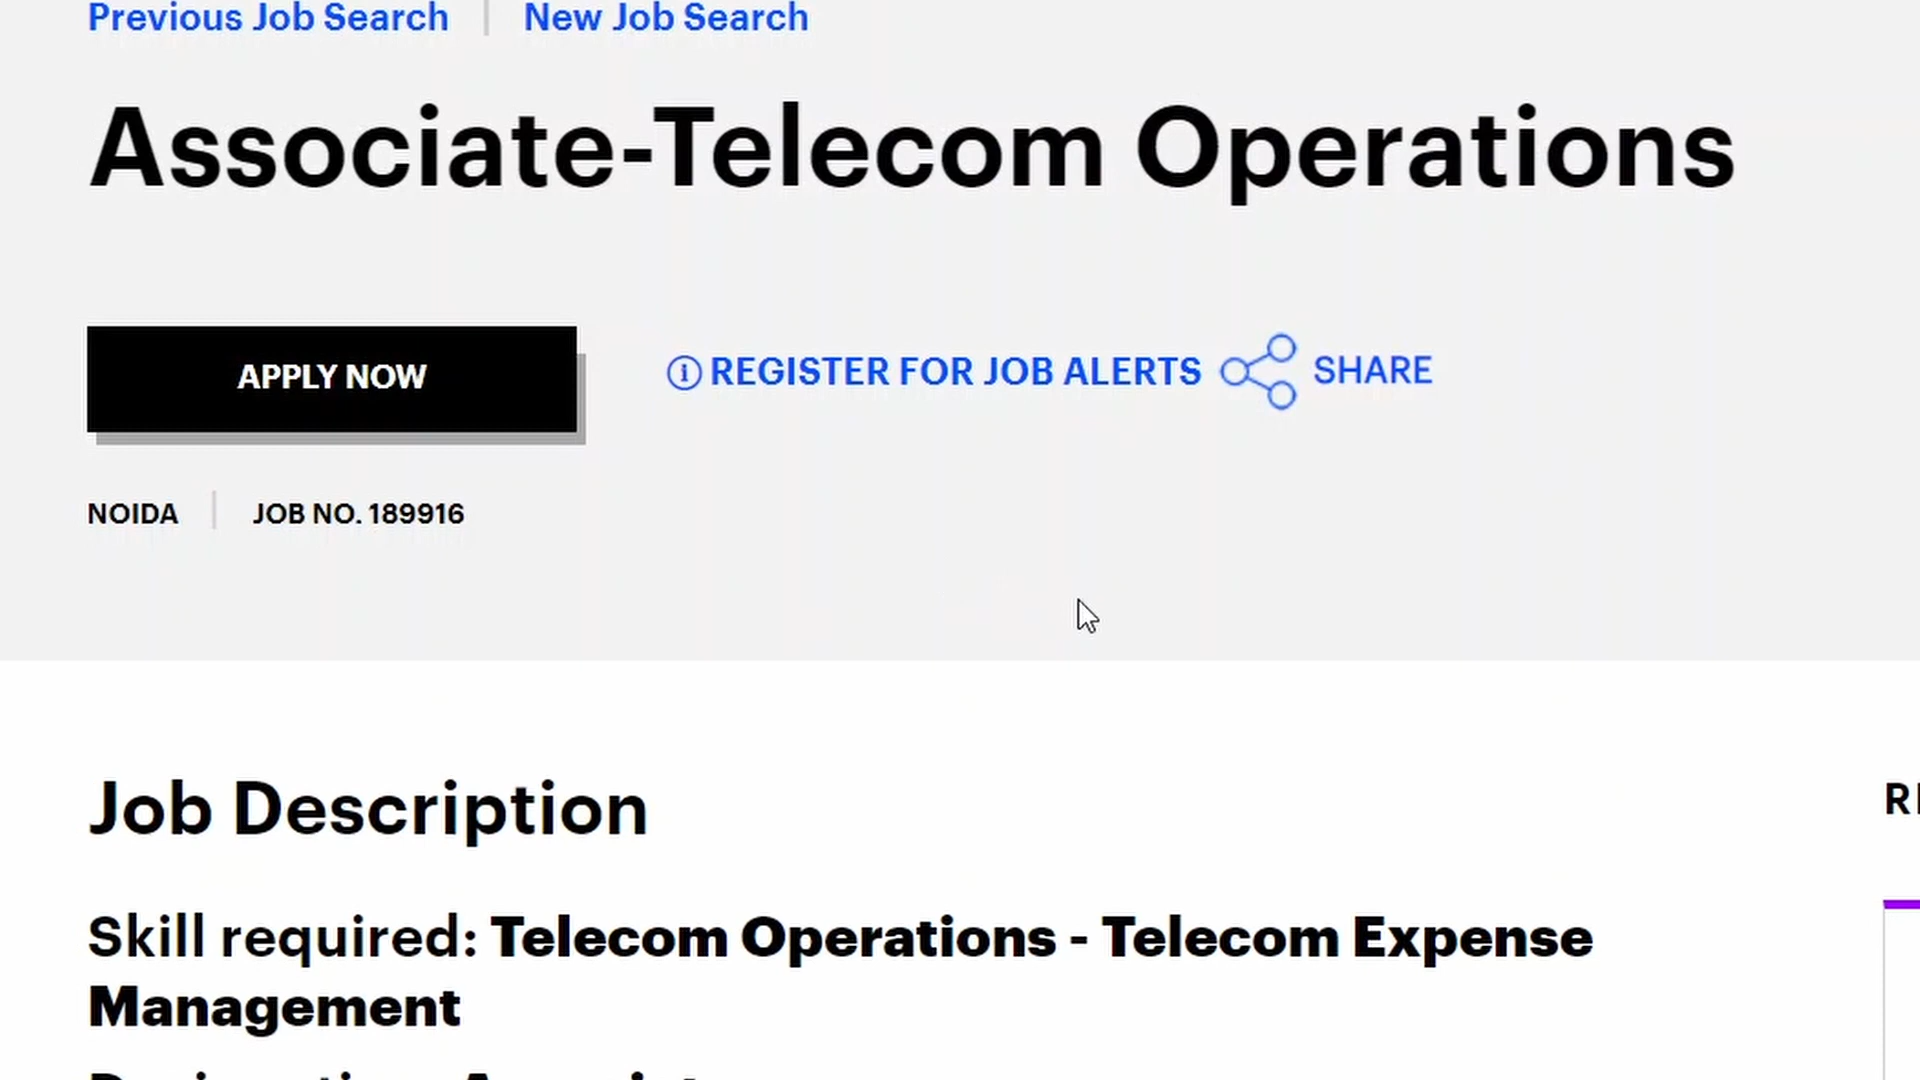 Previous Job Search | New Job Search
Associate-Telecom Operations
APPLY NOW
REGISTER FOR JOB ALERTS
SHARE
NOIDA | JOB NO. 189916
Job Description
Skill required: Telecom Operations - Telecom Expense
Management